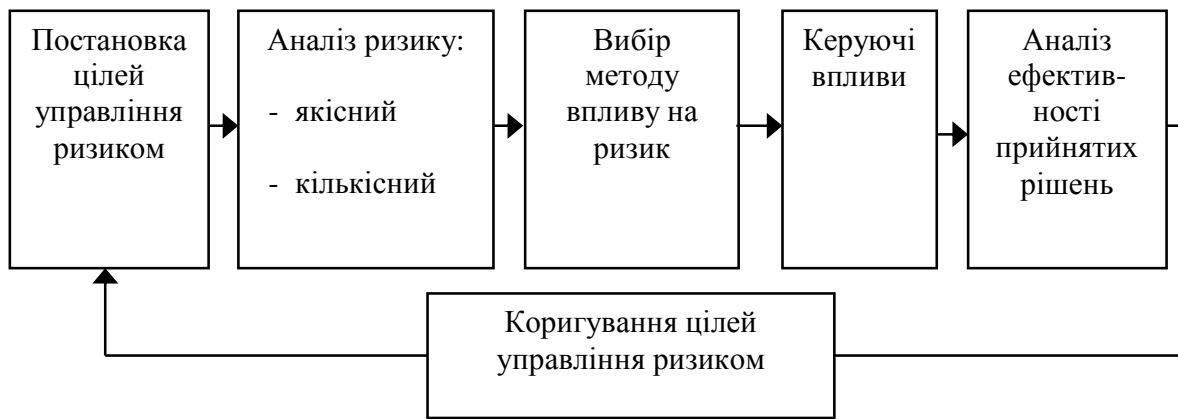 Постановка
цілей
управління
ризиком
Аналіз ризику:
- якісний
- кількісний
Вибір
методу
впливу на
ризик
Керуючі
впливи
Аналіз
ефектив-
ності
прийнятих
рішень
Коригування цілей
управління ризиком